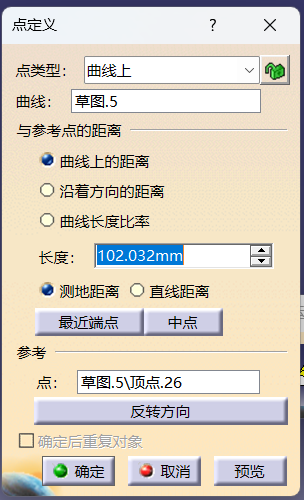 点定义 ?
点类型： 曲线上
曲线： 草图.5
与参考点的距离
曲线上的距离
沿着方向的距离
曲线长度比率
长度： 102.032mm
测地距离 直线距离
最近端点 中点
参考
点： 草图.5\顶点.26
反转方向
确定后重复对象
确定 取消 预览